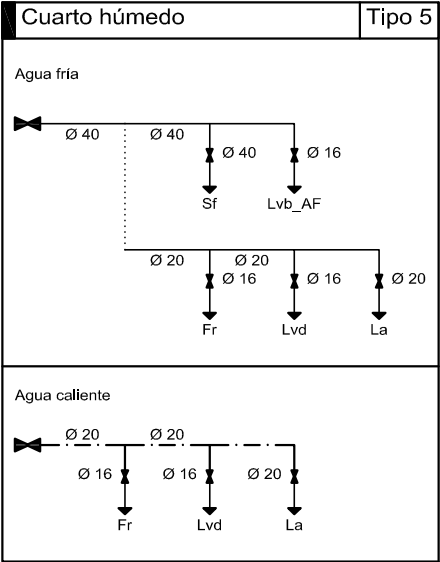 Cuarto húmedo Tipo 5
Agua fría
Ø 40 Ø 40
Ø 40 Ø 16
Sf Lvb_AF
Ø 20 Ø 20
Ø 16 Ø 16 Ø 20
Fr Lvd La
Agua caliente
Ø 20 Ø 20
Ø 16 Ø 16 Ø 20
Fr Lvd La